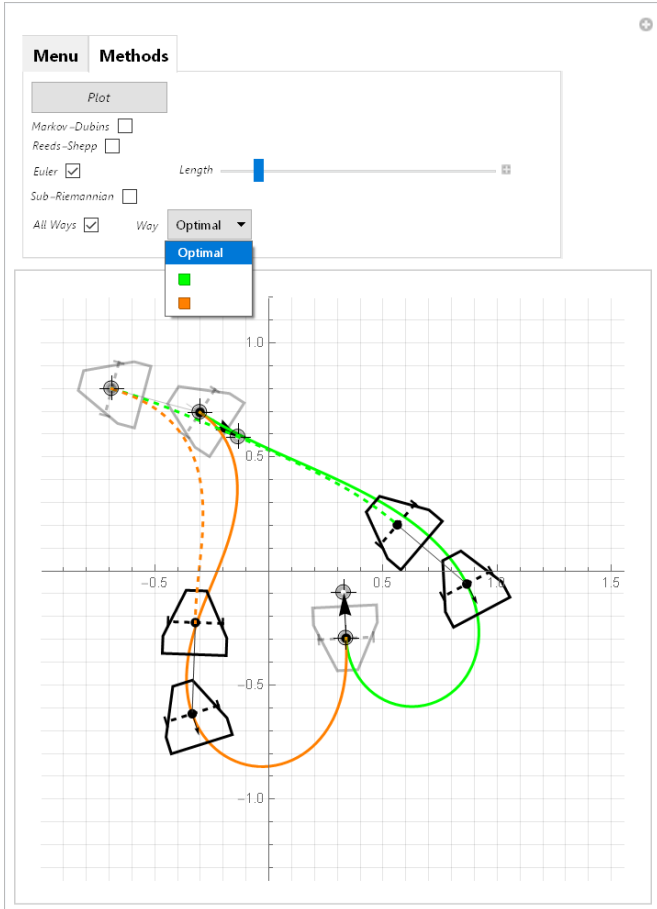 Menu Methods
Plot
Markov-Dubins
Reeds-Shepp
Euler Length
Sub-Riemannian
All Ways Way Optimal
Optimal
1.0
0.5
-0.5 0.5 1.0 1.5
-0.5
-1.0